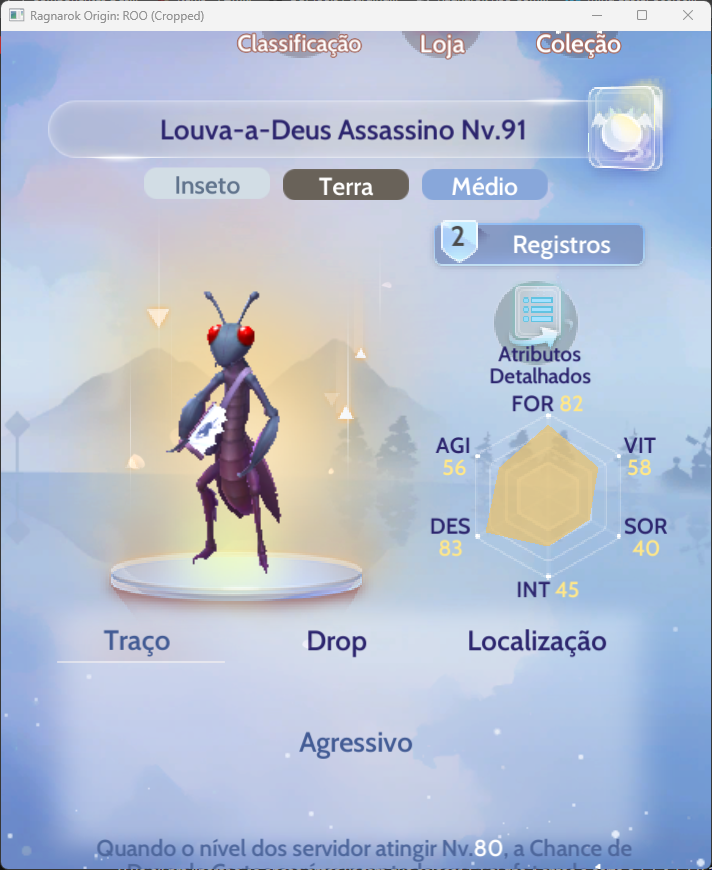 Ragnarok Origin: ROO (Cropped)
Classificação Loja Coleção
Louva-a-Deus Assassino Nv.91
Inseto Terra Médio
2 Registros
Atributos
Detalhados
FOR 82
AGI VIT
56 58
DES SOR
83 40
INT 45
Traço Drop Localização
Agressivo
Quando o nível dos servidor atingir Nv.80, a Chance de